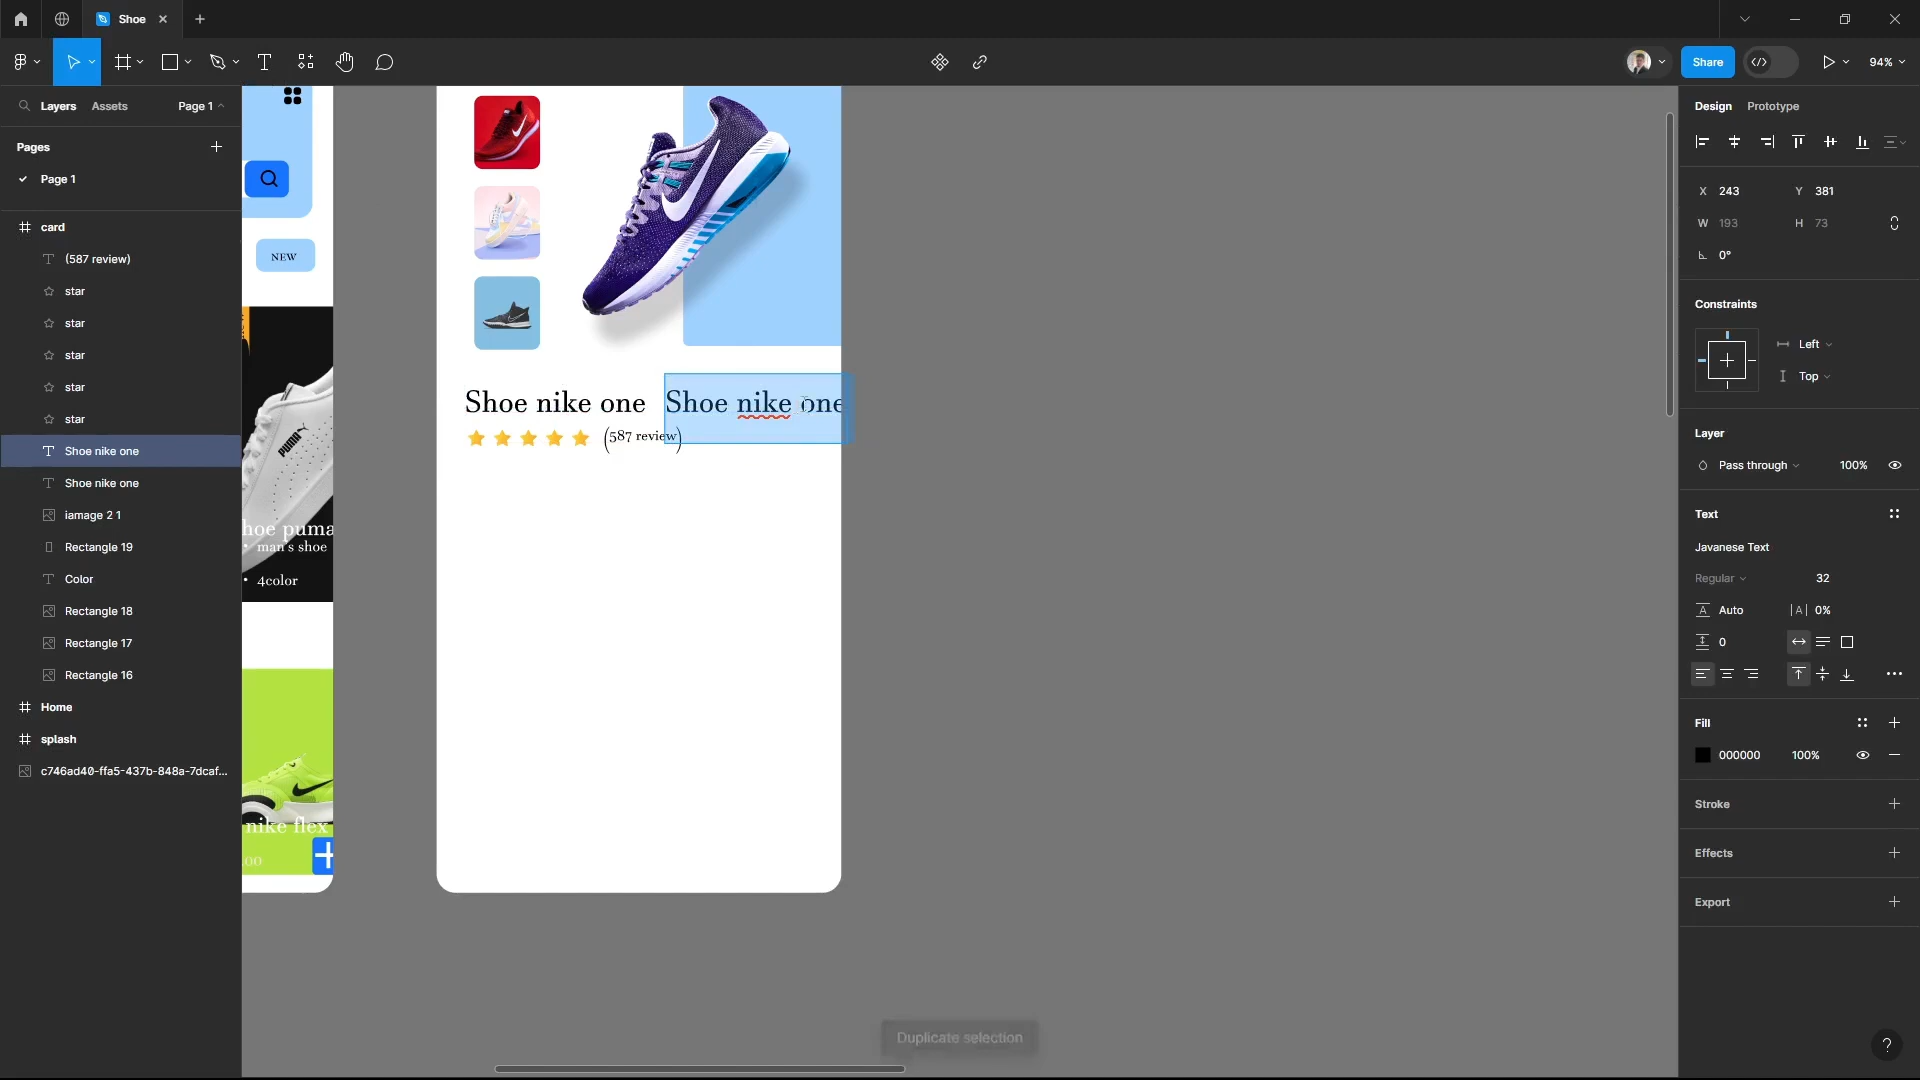 Shoe
Share
94%
Layers
Assets
Page 1
Design
Prototype
Pages
Page 1
card
(587 review)
star
star
star
star
star
Shoe nike one
Shoe nike one
iamage 2 1
Rectangle 19
Color
Rectangle 18
Rectangle 17
Rectangle 16
Home
splash
c746ad40-ffa5-437b-848a-7dcaf...
NEW
PUMA
hoe puma
• man's shoe
• 4color
nike flex
.00
Shoe nike one
Shoe nike one
(587 review)
Duplicate selection
X 243
Y 381
W 193
H 73
0°
Constraints
Left
Top
Layer
Pass through
100%
Text
Javanese Text
Regular
32
Auto
0%
0
Fill
000000
100%
Stroke
Effects
Export
?